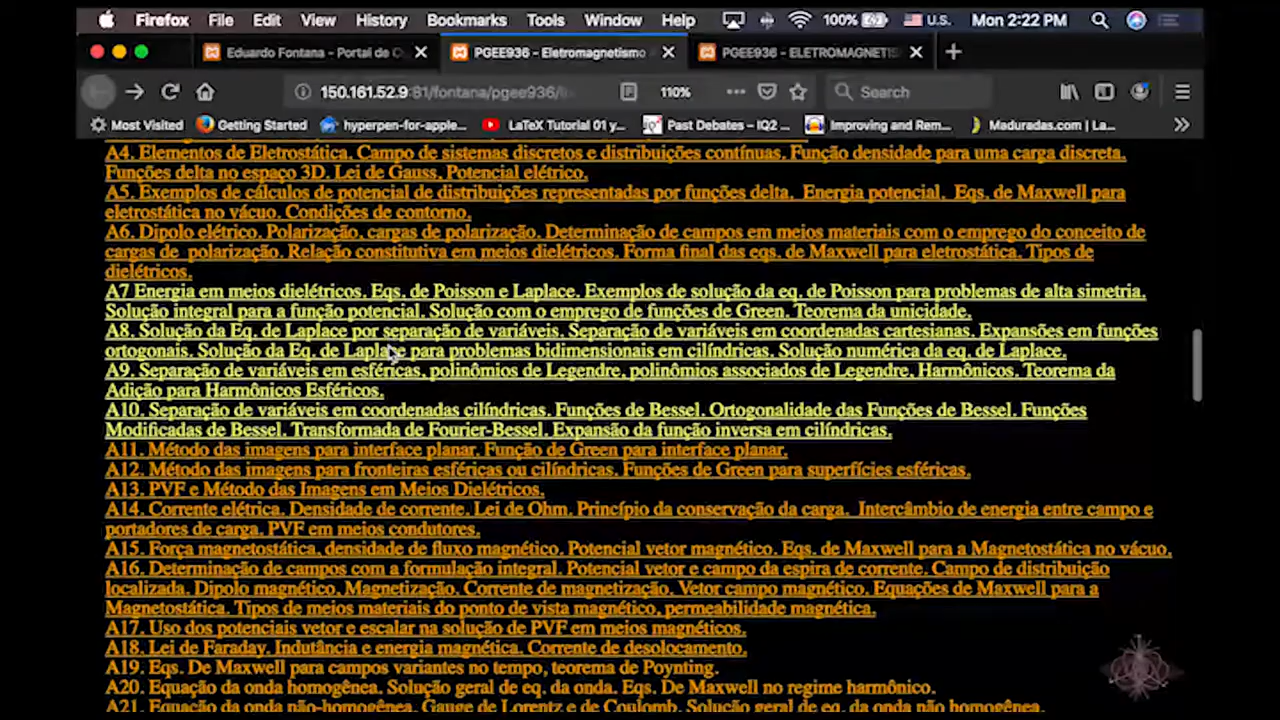 Firefox File Edit View History Bookmarks Tools Window Help 100% U.S. Mon 2:22 PM
Eduardo Fontana - Portal de C
PGEE936 - Eletromagnetismo
PGEE936 - ELETROMAGNETIS
150.161.52.9:81/fontana/pgee936/ 110% Search
Most Visited Getting Started hyperpen-for-apple... LaTeX Tutorial 01 y... Past Debates – IQ2 ... Improving and Rem... Maduradas.com | La...
A4. Elementos de Eletrostática. Campo de sistemas discretos e distribuições contínuas. Função densidade para uma carga discreta.
Funções delta no espaço 3D. Lei de Gauss. Potencial elétrico.
A5. Exemplos de cálculos de potencial de distribuições representadas por funções delta. Energia potencial. Eqs. de Maxwell para
eletrostática no vácuo. Condições de contorno.
A6. Dipolo elétrico. Polarização, cargas de polarização. Determinação de campos em meios materiais com o emprego do conceito de
cargas de polarização. Relação constitutiva em meios dielétricos. Forma final das eqs. de Maxwell para eletrostática. Tipos de
dielétricos.
A7 Energia em meios dielétricos. Eqs. de Poisson e Laplace. Exemplos de solução da eq. de Poisson para problemas de alta simetria.
Solução integral para a função potencial. Solução com o emprego de funções de Green. Teorema da unicidade.
A8. Solução da Eq. de Laplace por separação de variáveis. Separação de variáveis em coordenadas cartesianas. Expansões em funções
ortogonais. Solução da Eq. de Laplace para problemas bidimensionais em cilíndricas. Solução numérica da eq. de Laplace.
A9. Separação de variáveis em esféricas, polinômios de Legendre, polinômios associados de Legendre, Harmônicos. Teorema da
Adição para Harmônicos Esféricos.
A10. Separação de variáveis em coordenadas cilíndricas. Funções de Bessel. Ortogonalidade das Funções de Bessel. Funções
Modificadas de Bessel. Transformada de Fourier-Bessel. Expansão da função inversa em cilíndricas.
A11. Método das imagens para interface planar. Função de Green para interface planar.
A12. Método das imagens para fronteiras esféricas ou cilíndricas. Funções de Green para superfícies esféricas.
A13. PVF e Método das Imagens em Meios Dielétricos.
A14. Corrente elétrica. Densidade de corrente. Lei de Ohm. Princípio da conservação da carga. Intercâmbio de energia entre campo e
portadores de carga. PVF em meios condutores.
A15. Força magnetostática, densidade de fluxo magnético. Potencial vetor magnético. Eqs. de Maxwell para a Magnetostática no vácuo.
A16. Determinação de campos com a formulação integral. Potencial vetor e campo da espira de corrente. Campo de distribuição
localizada. Dipolo magnético. Magnetização. Corrente de magnetização. Vetor campo magnético. Equações de Maxwell para a
Magnetostática. Tipos de meios materiais do ponto de vista magnético, permeabilidade magnética.
A17. Uso dos potenciais vetor e escalar na solução de PVF em meios magnéticos.
A18. Lei de Faraday. Indutância e energia magnética. Corrente de deslocamento.
A19. Eqs. De Maxwell para campos variantes no tempo, teorema de Poynting.
A20. Equação da onda homogênea. Solução geral de eq. da onda. Eqs. De Maxwell no regime harmônico.
A21. Equação da onda não-homogênea. Gauge de Lorentz e de Coulomb. Solução geral de eq. da onda não homogênea.